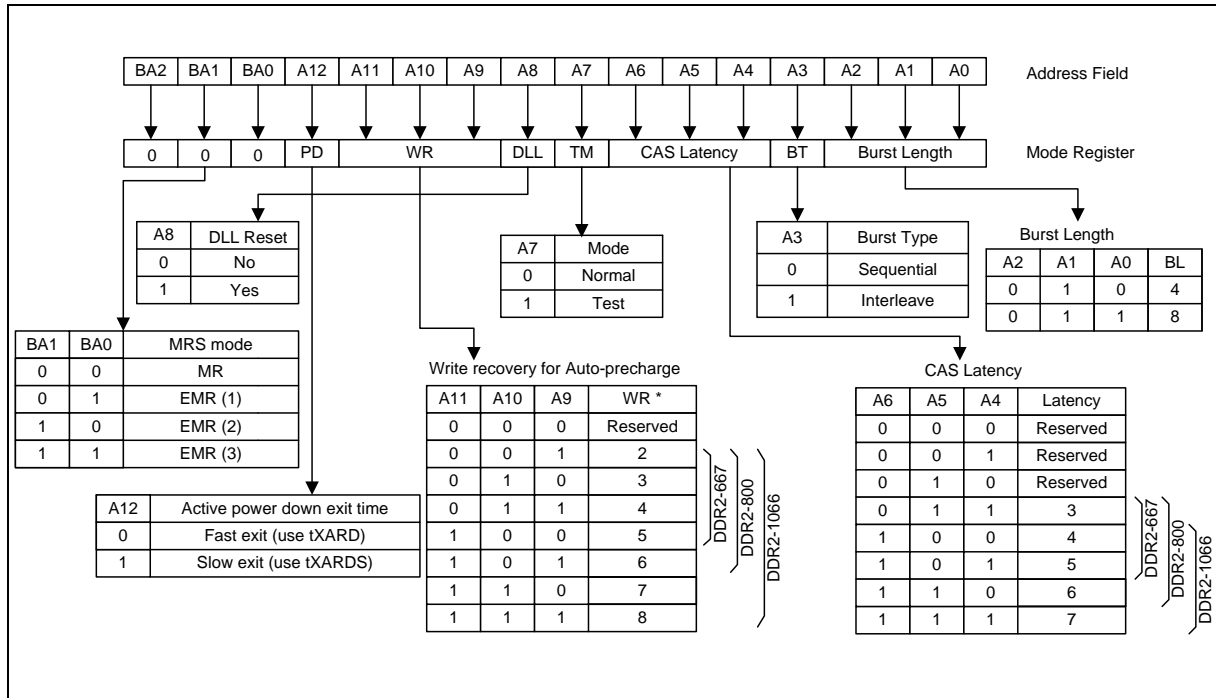 BA2 BA1 BA0 A12 A11 A10 A9 A8 A7 A6 A5 A4 A3 A2 A1 A0 Address Field
0 0 0 PD WR DLL TM CAS Latency BT Burst Length Mode Register
A8 DLL Reset
0 No
1 Yes
A7 Mode
0 Normal
1 Test
A3 Burst Type
0 Sequential
1 Interleave
Burst Length
A2 A1 A0 BL
0 1 0 4
0 1 1 8
BA1 BA0 MRS mode
0 0 MR
0 1 EMR (1)
1 0 EMR (2)
1 1 EMR (3)
A12 Active power down exit time
0 Fast exit (use tXARD)
1 Slow exit (use tXARDS)
Write recovery for Auto-precharge
A11 A10 A9 WR *
0 0 0 Reserved
0 0 1 2
0 1 0 3
0 1 1 4
1 0 0 5
1 0 1 6
1 1 0 7
1 1 1 8
DDR2-667
DDR2-800
DDR2-1066
CAS Latency
A6 A5 A4 Latency
0 0 0 Reserved
0 0 1 Reserved
0 1 0 Reserved
0 1 1 3
1 0 0 4
1 0 1 5
1 1 0 6
1 1 1 7
DDR2-667
DDR2-800
DDR2-1066